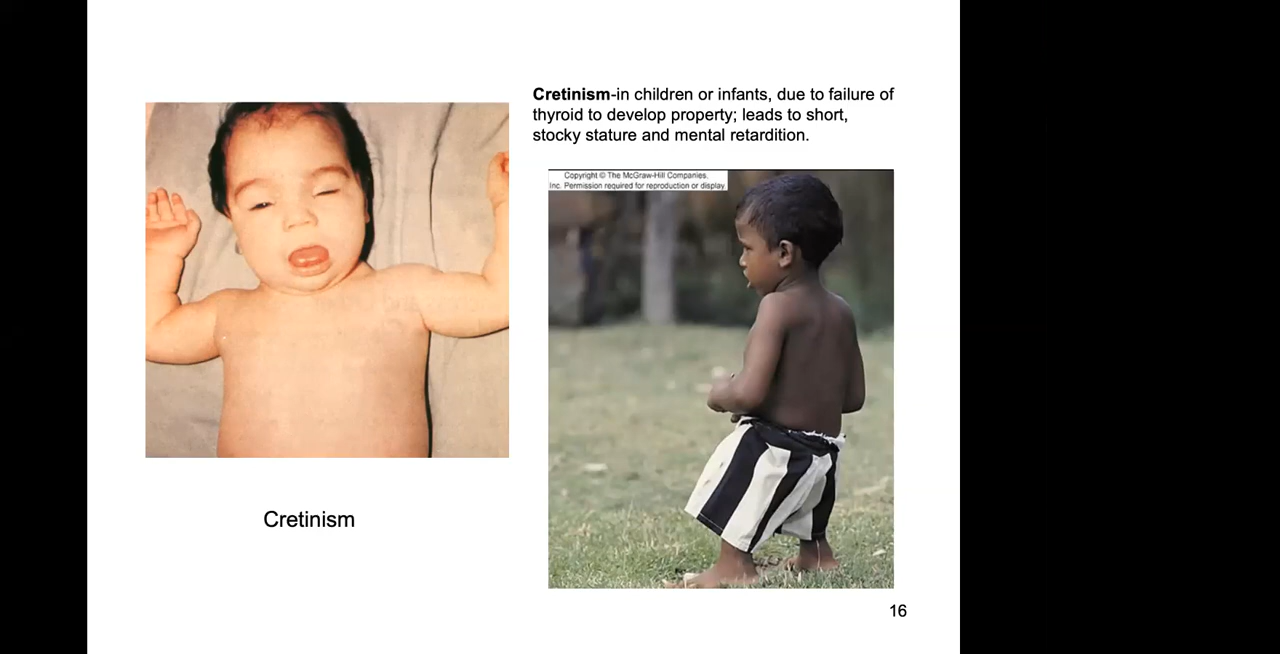 Cretinism-in children or infants, due to failure of
thyroid to develop property; leads to short,
stocky stature and mental retardition.
Copyright © The McGraw-Hill Companies,
Inc. Permission required for reproduction or display
Cretinism
16